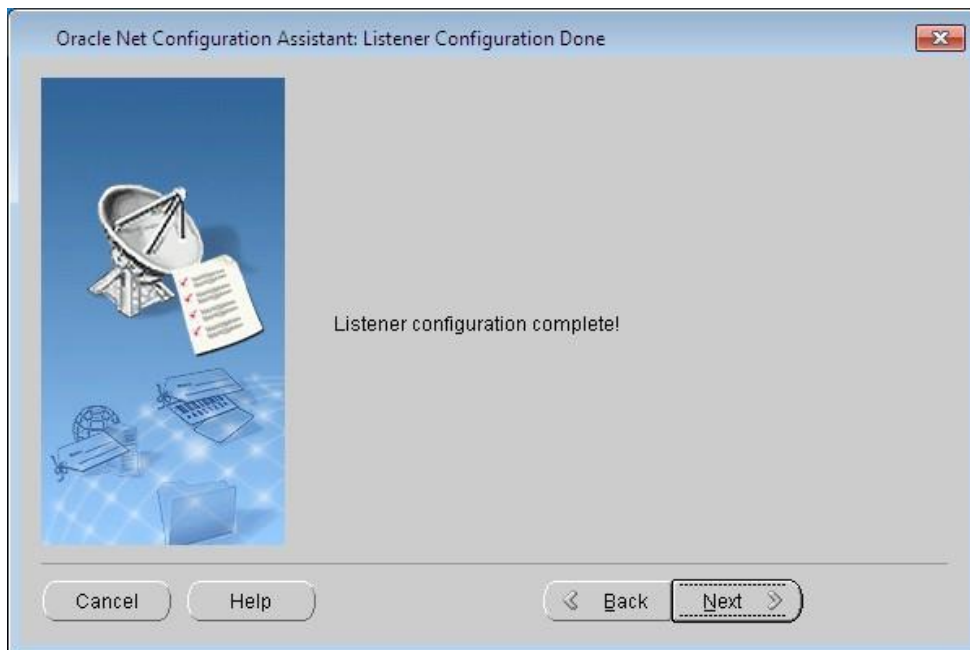 Oracle Net Configuration Assistant: Listener Configuration Done
Listener configuration complete!
Cancel
Help
Back
Next